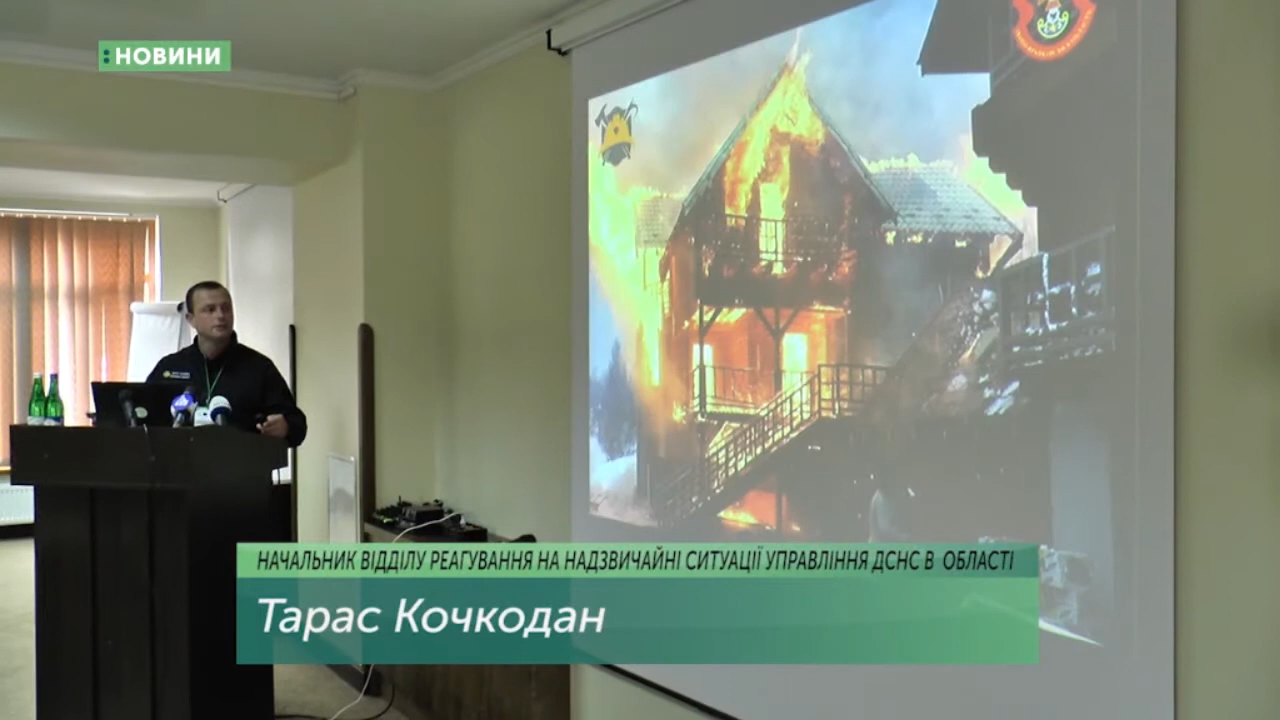 :НОВИНИ
НАЧАЛЬНИК ВІДДІЛУ РЕАГУВАННЯ НА НАДЗВИЧАЙНІ СИТУАЦІЇ УПРАВЛІННЯ ДСНС В ОБЛАСТІ
Тарас Кочкодан